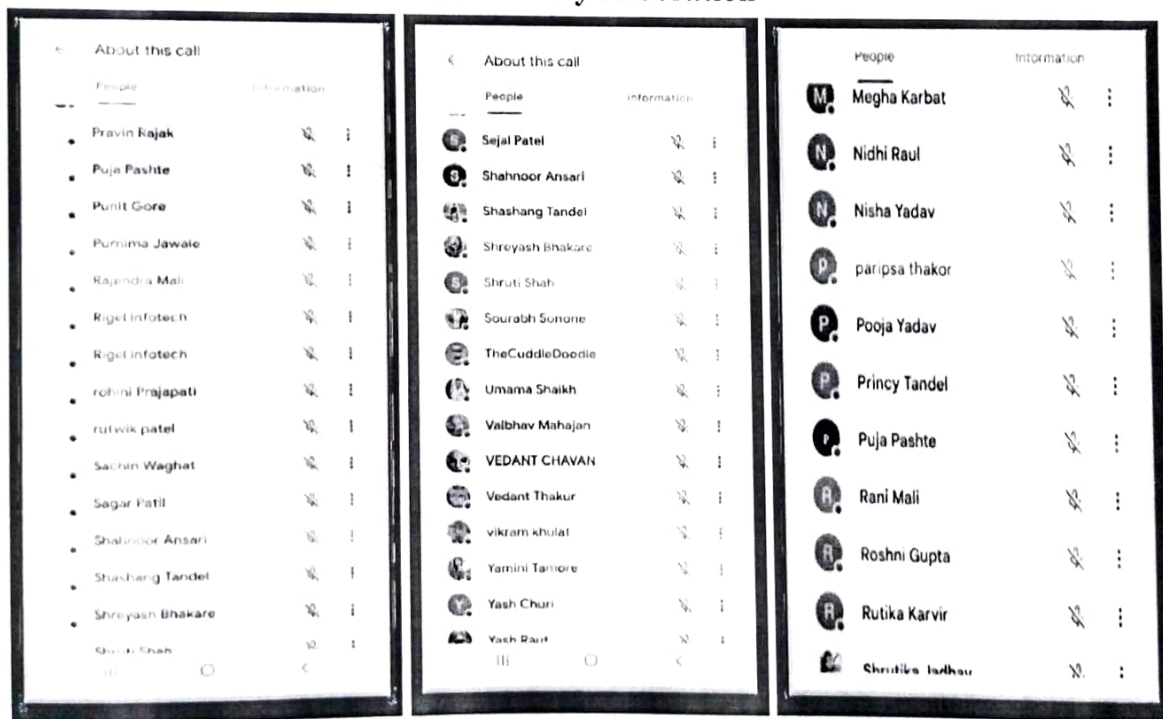 About this call
People Information
Pravin Rajak
Puja Pashte
Punit Gore
Purnima Jawale
Rajendra Mali
Rigel infotech
Rigel infotech
rohini Prajapati
rutwik patel
Sachin Waghat
Sagar Patil
Shahnoor Ansari
Shashang Tandel
Shreyash Bhakare
Shruti Shah
About this call
People Information
S Sejal Patel
S Shahnoor Ansari
Shashang Tandel
Shreyash Bhakare
S Shruti Shah
Sourabh Sonone
TheCuddleDoodle
Umama Shaikh
Vaibhav Mahajan
VEDANT CHAVAN
Vedant Thakur
vikram khulat
Yamini Tamore
Y Yash Churi
Yash Raut
People Information
M Megha Karbat
N Nidhi Raul
N Nisha Yadav
P paripsa thakor
P Pooja Yadav
P Princy Tandel
P Puja Pashte
R Rani Mali
R Roshni Gupta
R Rutika Karvir
Shrutika Jadhav